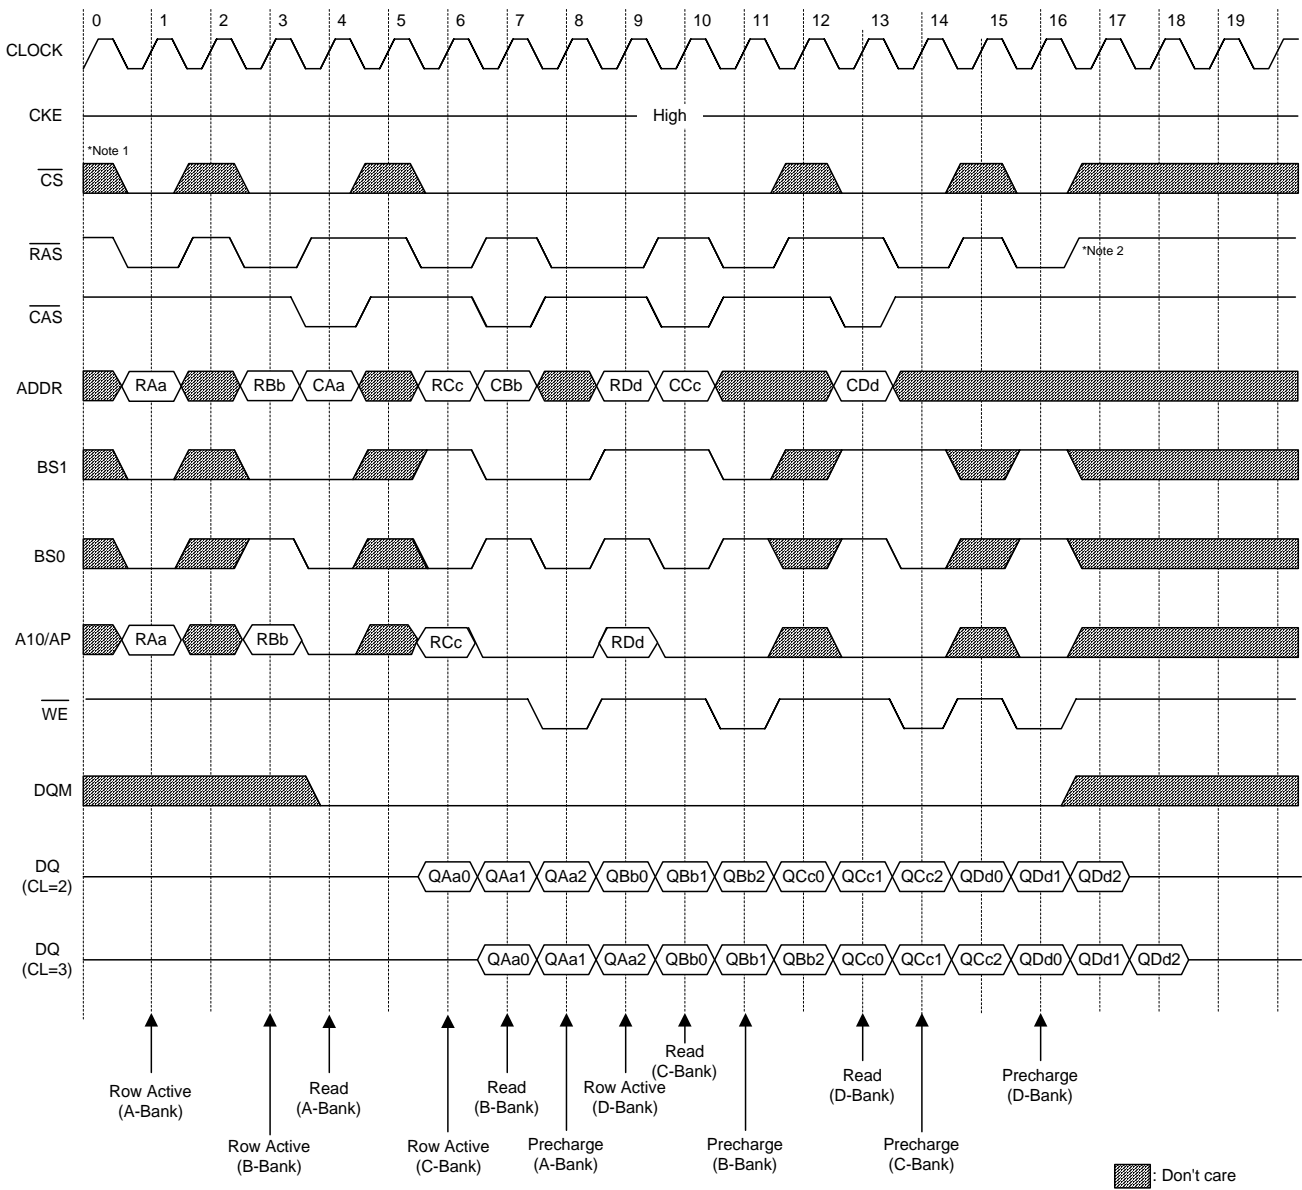 0 1 2 3 4 5 6 7 8 9 10 11 12 13 14 15 16 17 18 19
CLOCK
CKE High
*Note 1
CS
RAS
*Note 2
CAS
ADDR RAa RBb CAa RCc CBb RDd CCc CDd
BS1
BS0
A10/AP RAa RBb RCc RDd
WE
DQM
DQ
(CL=2)
QAa0 QAa1 QAa2 QBb0 QBb1 QBb2 QCc0 QCc1 QCc2 QDd0 QDd1 QDd2
DQ
(CL=3)
QAa0 QAa1 QAa2 QBb0 QBb1 QBb2 QCc0 QCc1 QCc2 QDd0 QDd1 QDd2
Row Active
(A-Bank)
Row Active
(B-Bank)
Read
(A-Bank)
Row Active
(C-Bank)
Read
(B-Bank)
Precharge
(A-Bank)
Row Active
(D-Bank)
Read
(C-Bank)
Precharge
(B-Bank)
Read
(D-Bank)
Precharge
(C-Bank)
Precharge
(D-Bank)
: Don't care